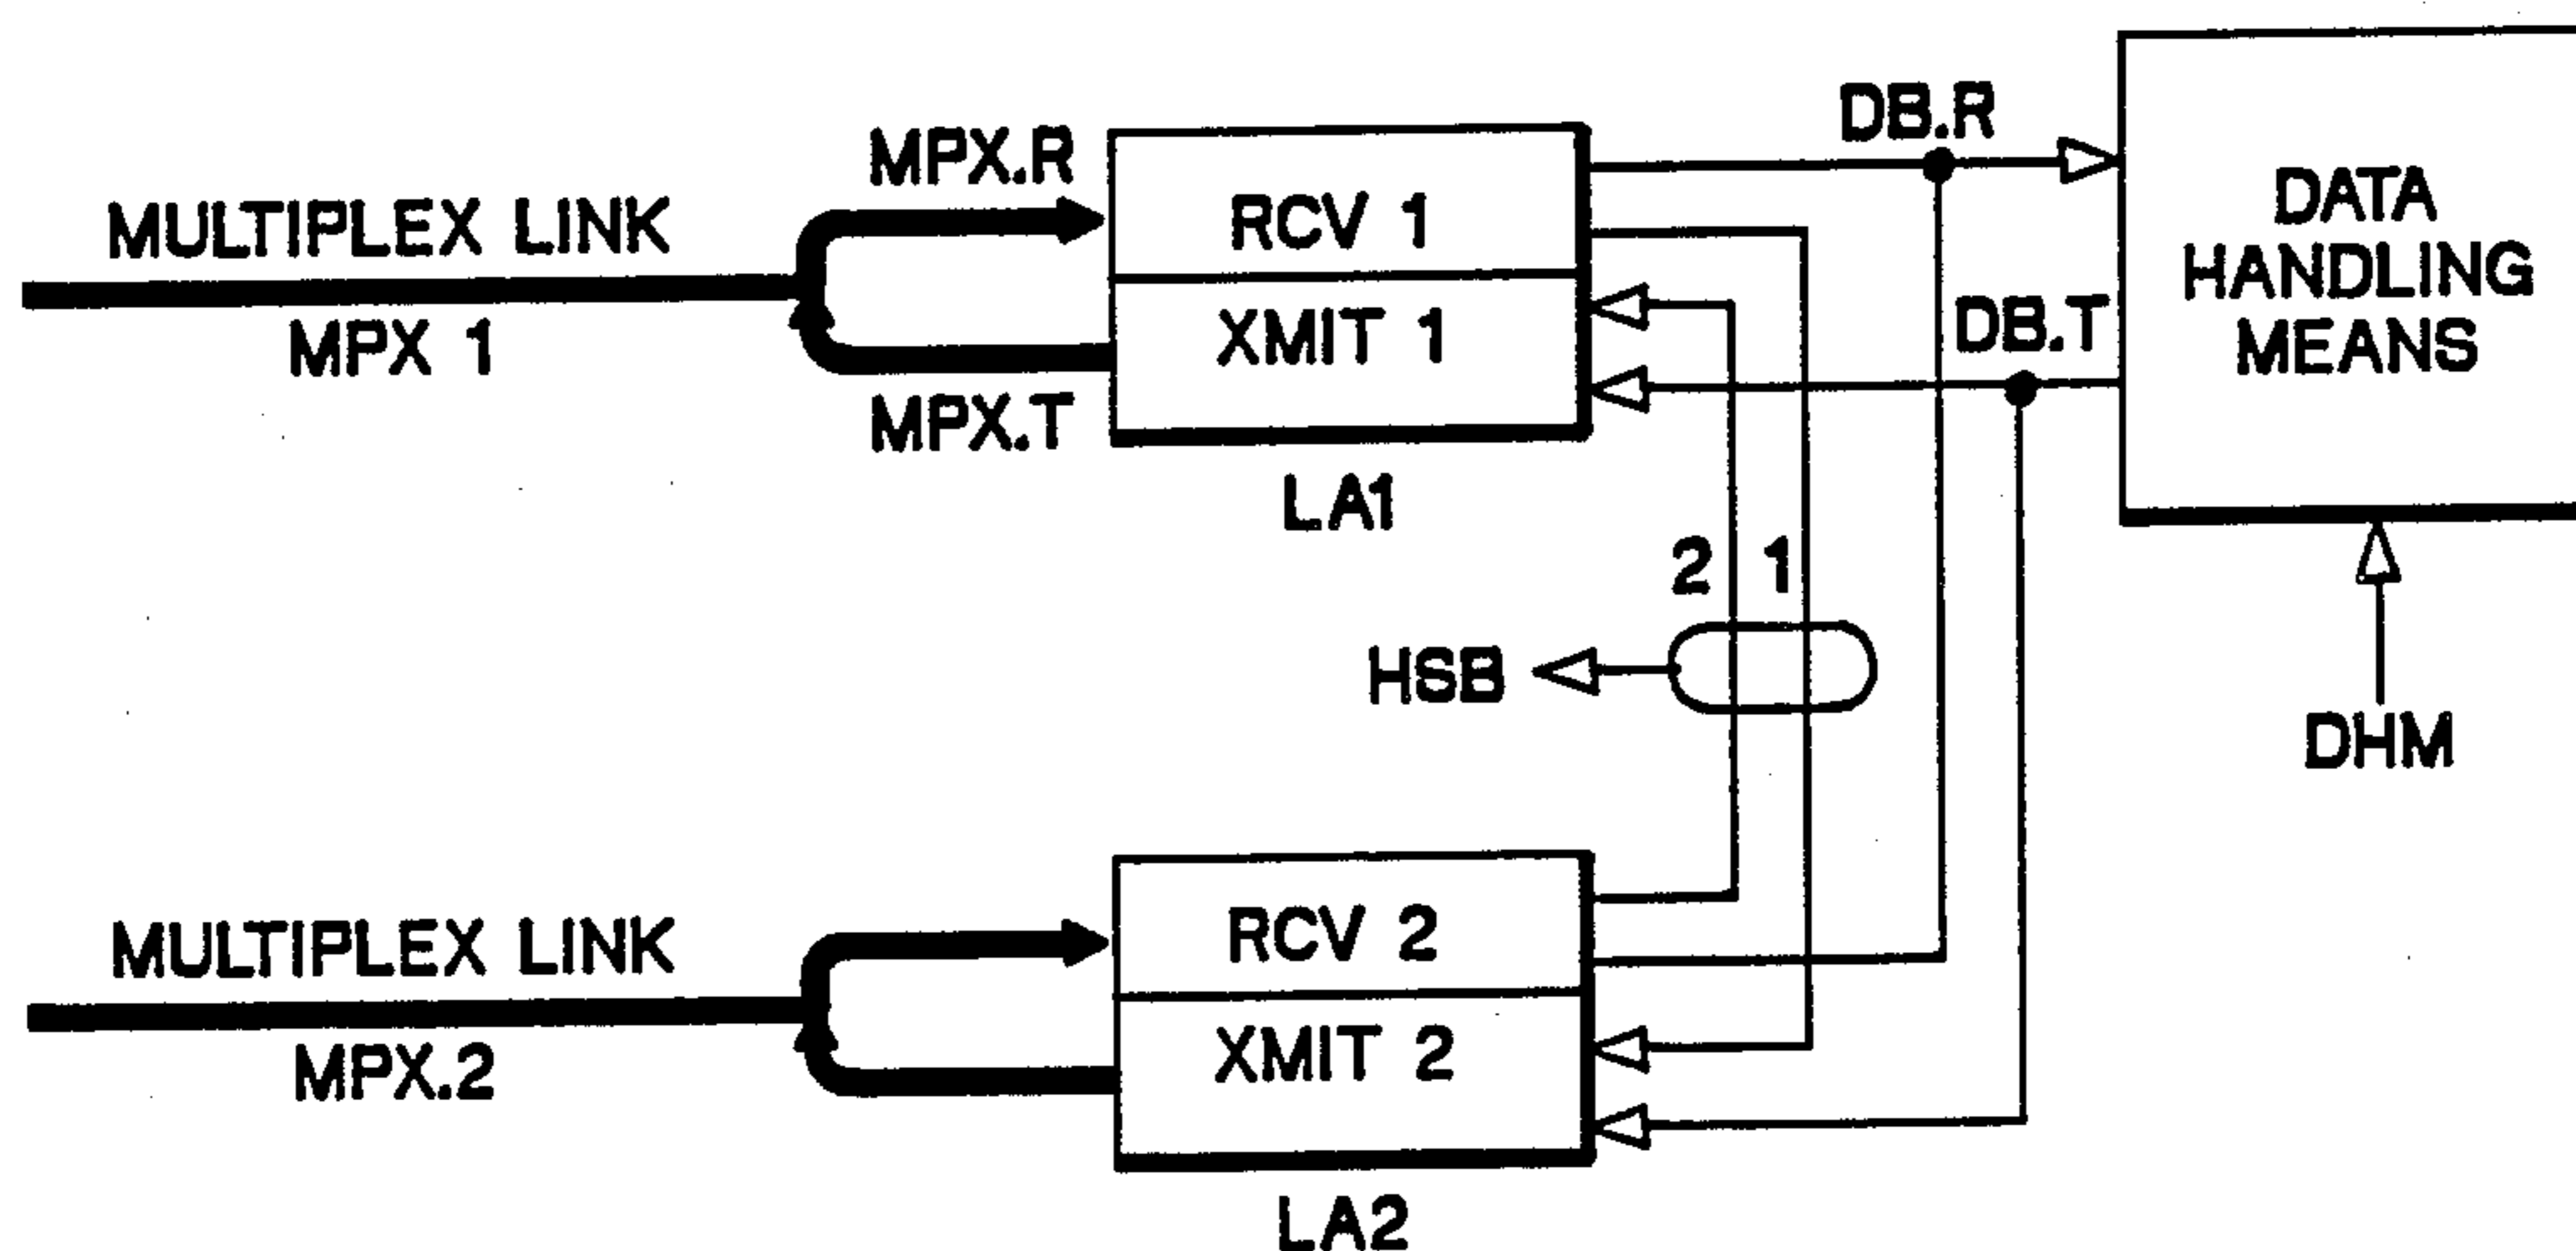 MULTIPLEX LINK
MPX 1
MPX.R
MPX.T
RCV 1
XMIT 1
LA1
DB.R
DB.T
DATA
HANDLING
MEANS
DHM
2 1
HSB
MULTIPLEX LINK
MPX.2
RCV 2
XMIT 2
LA2